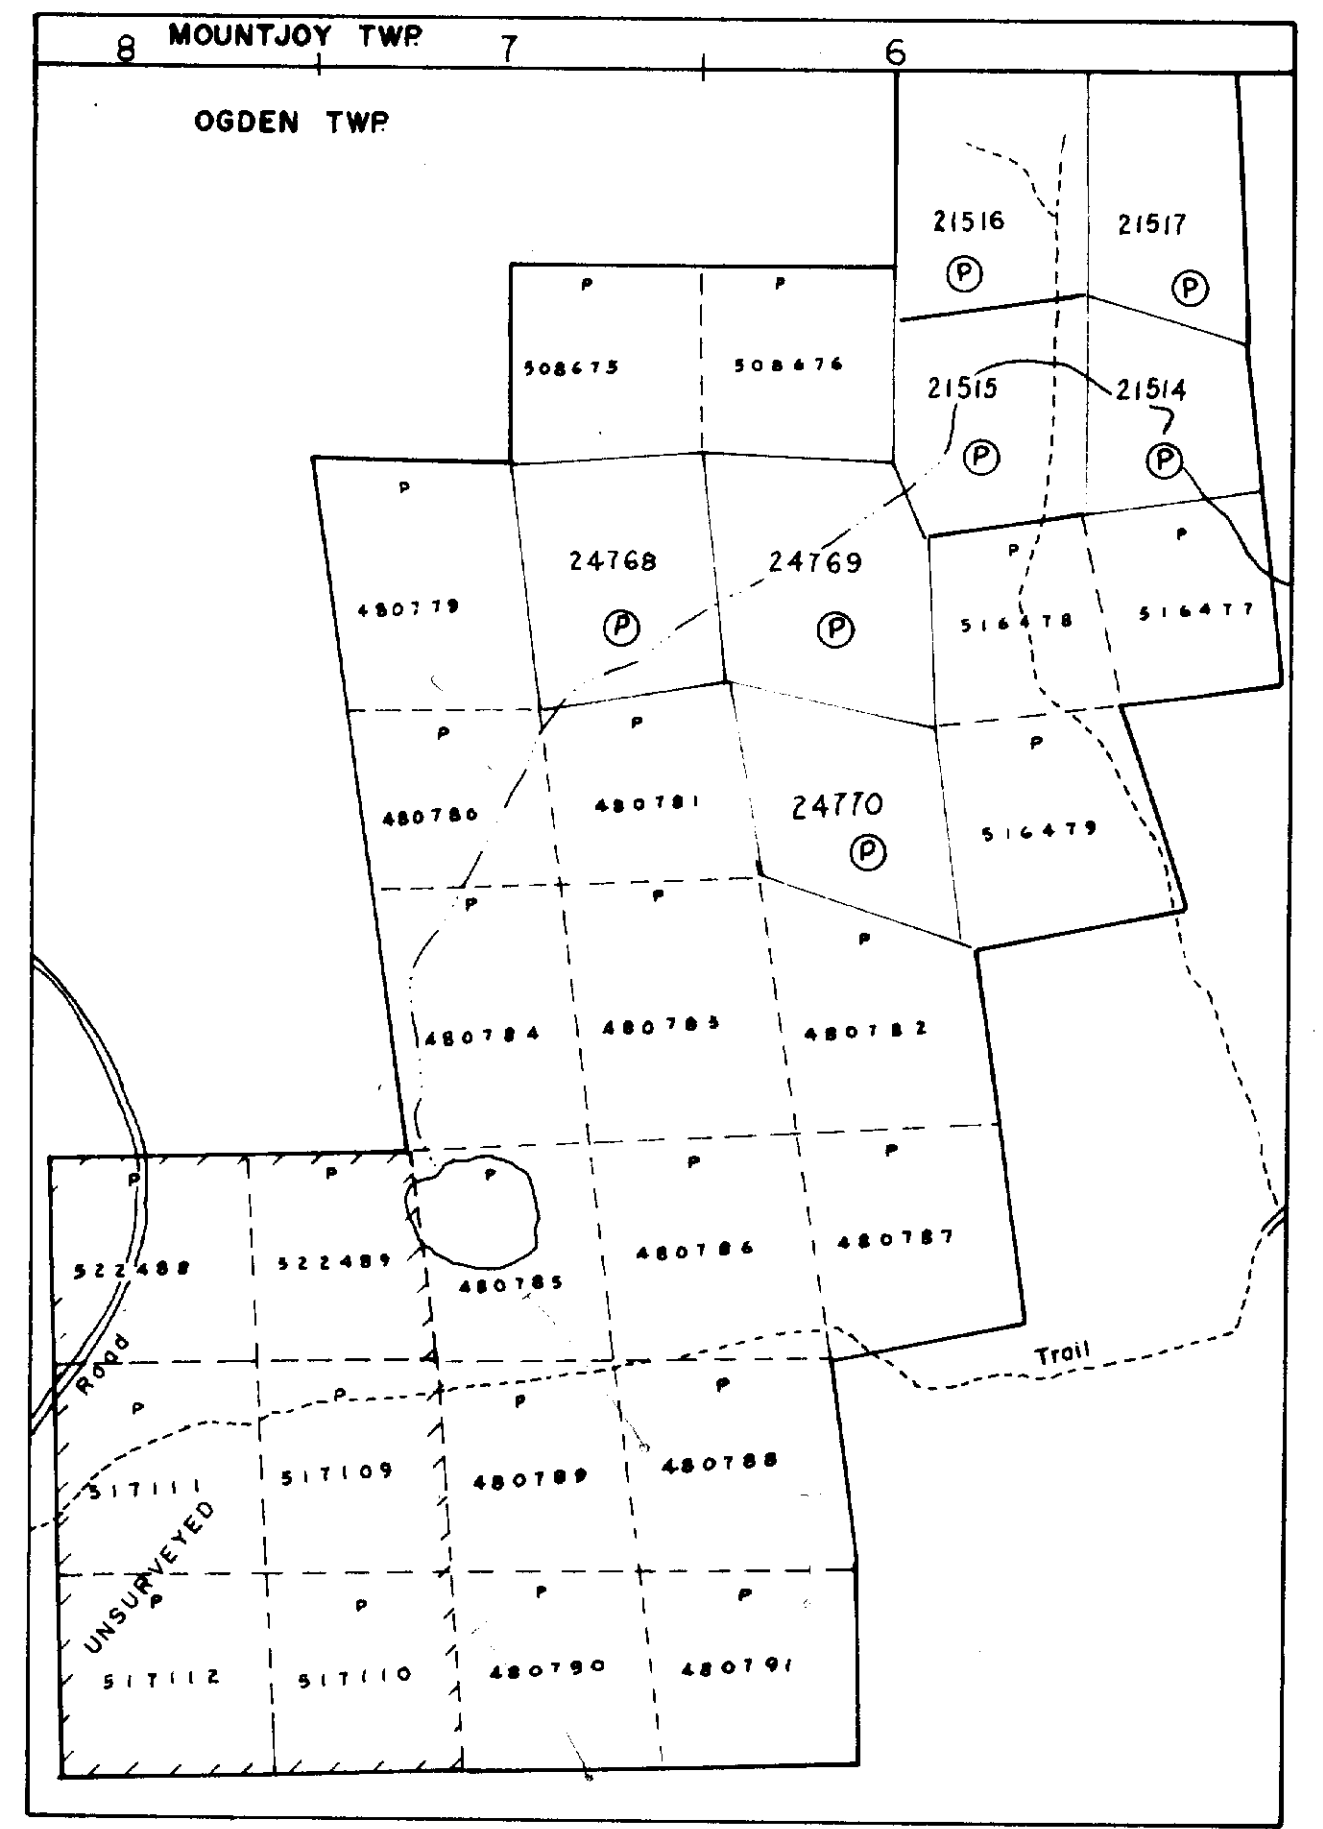 MOUNTJOY TWP.
8 7 6
OGDEN TWP.
21516 21517
P P
P P
508675 508676
21515 21514
P P
P
24768 24769
P P
480779
P P
516478 516477
P P
P
480780 480781
24770
P
516479
P P
P
480784 480783 480782
P P P P P
522488 522489 480785 480786 480787
Road
Trail
P P P P
517111 517109 480789 480788
UNSURVEYED
P P P P
517112 517110 480790 480791